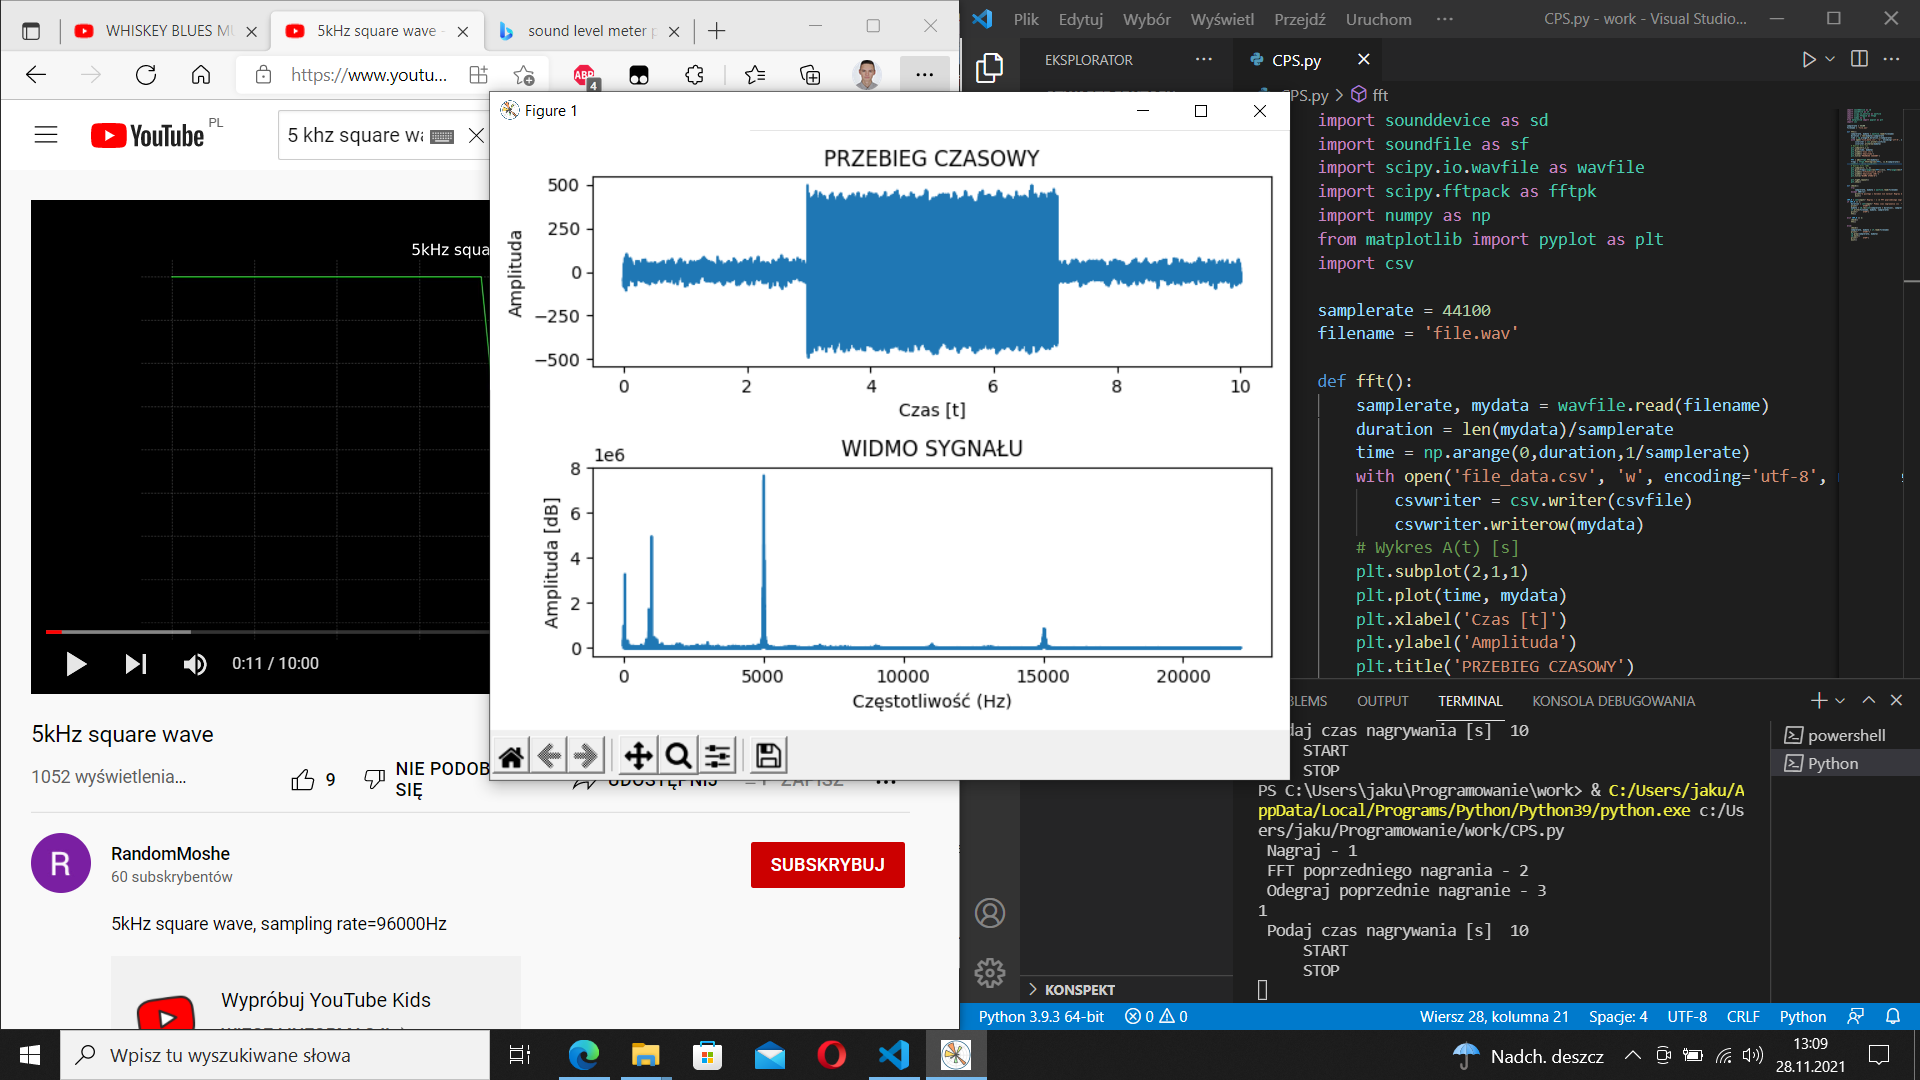 WHISKEY BLUES MU
5kHz square wave -
sound level meter p
https://www.youtu...
ABP
4
YouTube
PL
5 khz square wa
5kHz squa
0:11 / 10:00
5kHz square wave
1052 wyświetlenia...
9
NIE PODOB
SIĘ
UDOSTĘPNIJ
ZAPISZ
R
RandomMoshe
60 subskrybentów
SUBSKRYBUJ
5kHz square wave, sampling rate=96000Hz
Wypróbuj YouTube Kids
Figure 1
PRZEBIEG CZASOWY
500
250
0
−250
−500
Amplituda
0 2 4 6 8 10
Czas [t]
WIDMO SYGNAŁU
1e6
8
6
4
2
0
Amplituda [dB]
0 5000 10000 15000 20000
Częstotliwość (Hz)
Plik Edytuj Wybór Wyświetl Przejdź Uruchom ···
CPS.py - work - Visual Studio...
EKSPLORATOR
CPS.py
CPS.py > fft
import sounddevice as sd
import soundfile as sf
import scipy.io.wavfile as wavfile
import scipy.fftpack as fftpk
import numpy as np
from matplotlib import pyplot as plt
import csv
samplerate = 44100
filename = 'file.wav'
def fft():
    samplerate, mydata = wavfile.read(filename)
    duration = len(mydata)/samplerate
    time = np.arange(0,duration,1/samplerate)
    with open('file_data.csv', 'w', encoding='utf-8',
        csvwriter = csv.writer(csvfile)
        csvwriter.writerow(mydata)
    # Wykres A(t) [s]
    plt.subplot(2,1,1)
    plt.plot(time, mydata)
    plt.xlabel('Czas [t]')
    plt.ylabel('Amplituda')
    plt.title('PRZEBIEG CZASOWY')
BLEMS OUTPUT TERMINAL KONSOLA DEBUGOWANIA
daj czas nagrywania [s] 10
START
STOP
PS C:\Users\jaku\Programowanie\work> & C:/Users/jaku/A
ppData/Local/Programs/Python/Python39/python.exe c:/Us
ers/jaku/Programowanie/work/CPS.py
Nagraj - 1
FFT poprzedniego nagrania - 2
Odegraj poprzednie nagranie - 3
1
Podaj czas nagrywania [s] 10
START
STOP
powershell
Python
KONSPEKT
Python 3.9.3 64-bit 0 0
Wiersz 28, kolumna 21 Spacje: 4 UTF-8 CRLF Python
Wpisz tu wyszukiwane słowa
Nadch. deszcz
13:09
28.11.2021